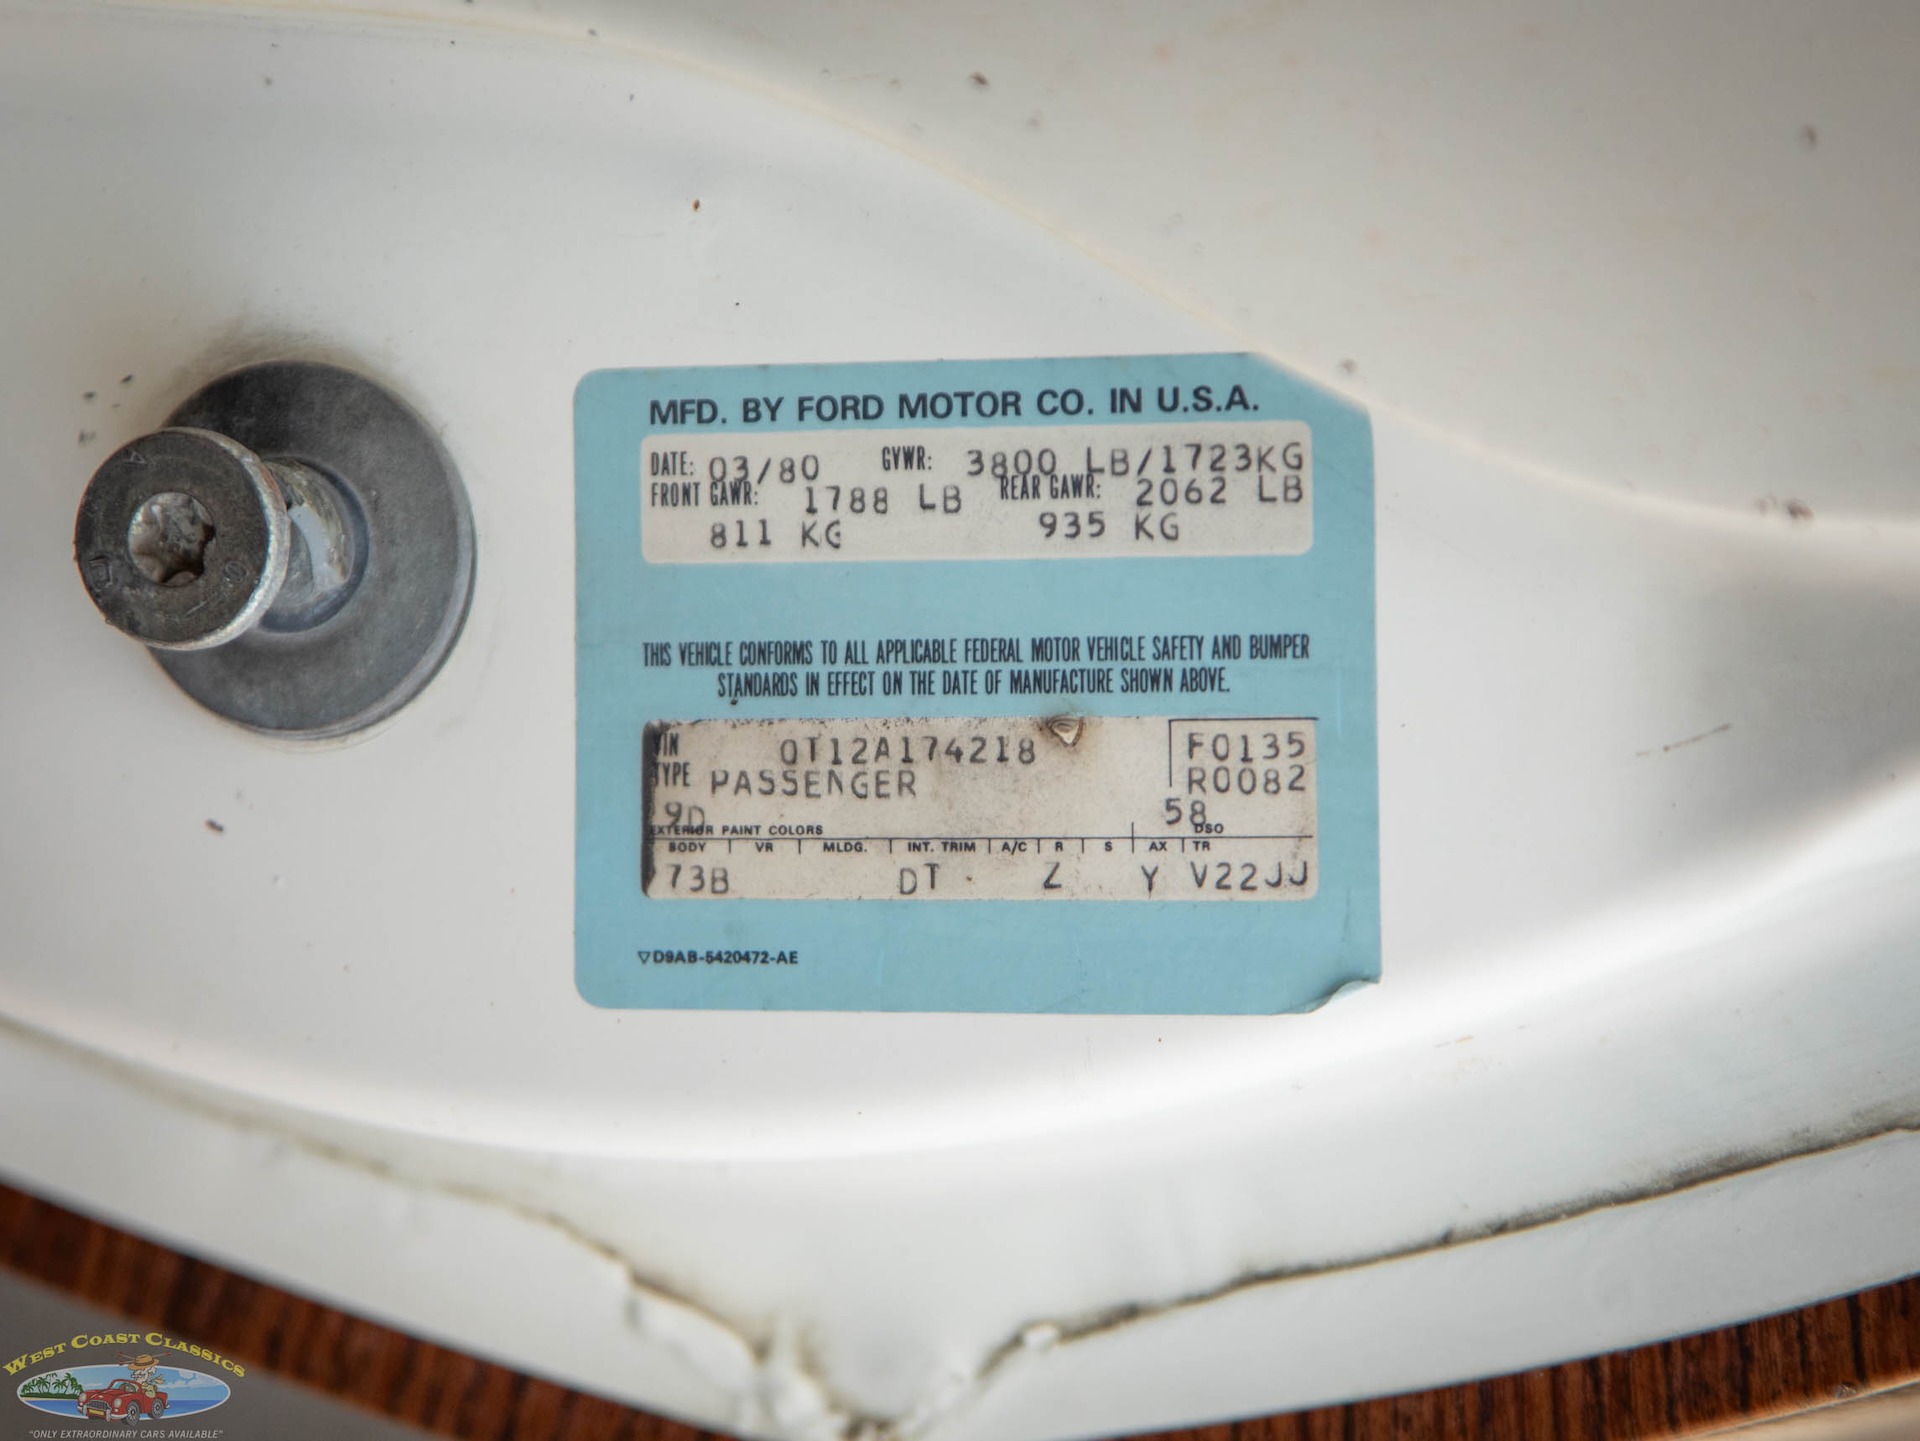 MFD. BY FORD MOTOR CO. IN U.S.A.
DATE: 03/80 GVWR: 3800 LB/1723KG
FRONT GAWR: 1788 LB REAR GAWR: 2062 LB
811 KG 935 KG
THIS VEHICLE CONFORMS TO ALL APPLICABLE FEDERAL MOTOR VEHICLE SAFETY AND BUMPER
STANDARDS IN EFFECT ON THE DATE OF MANUFACTURE SHOWN ABOVE.
VIN 0T12A174218 F0135
TYPE PASSENGER R0082
9D 58
EXTERIOR PAINT COLORS DSO
BODY VR MLDG. INT. TRIM A/C R S AX TR
73B DT Z Y V22JJ
▽D9AB-5420472-AE
WEST COAST CLASSICS
"ONLY EXTRAORDINARY CARS AVAILABLE"